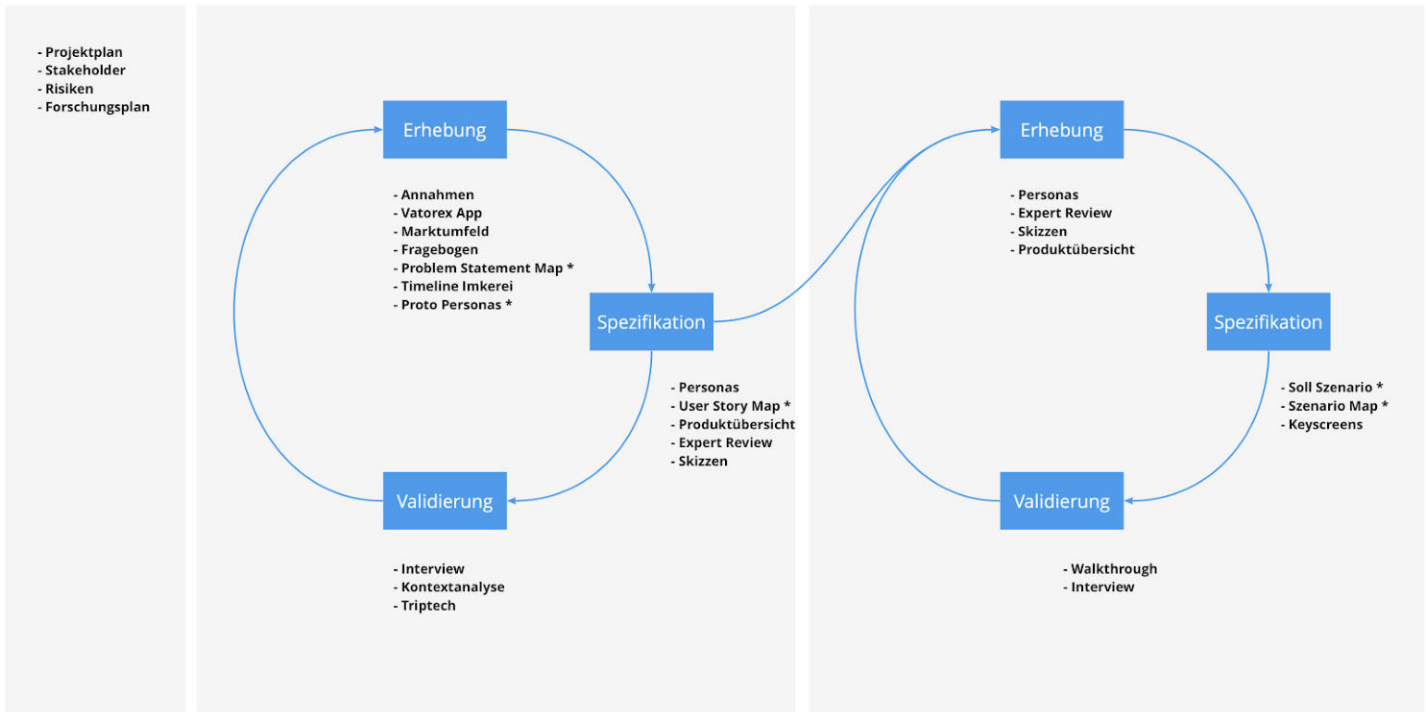 - Projektplan
- Stakeholder
- Risiken
- Forschungsplan
Erhebung
- Annahmen
- Vatorex App
- Marktumfeld
- Fragebogen
- Problem Statement Map *
- Timeline Imkerei
- Proto Personas *
Spezifikation
- Personas
- User Story Map *
- Produktübersicht
- Expert Review
- Skizzen
Validierung
- Interview
- Kontextanalyse
- Triptech
Erhebung
- Personas
- Expert Review
- Skizzen
- Produktübersicht
Spezifikation
- Soll Szenario *
- Szenario Map *
- Keyscreens
Validierung
- Walkthrough
- Interview